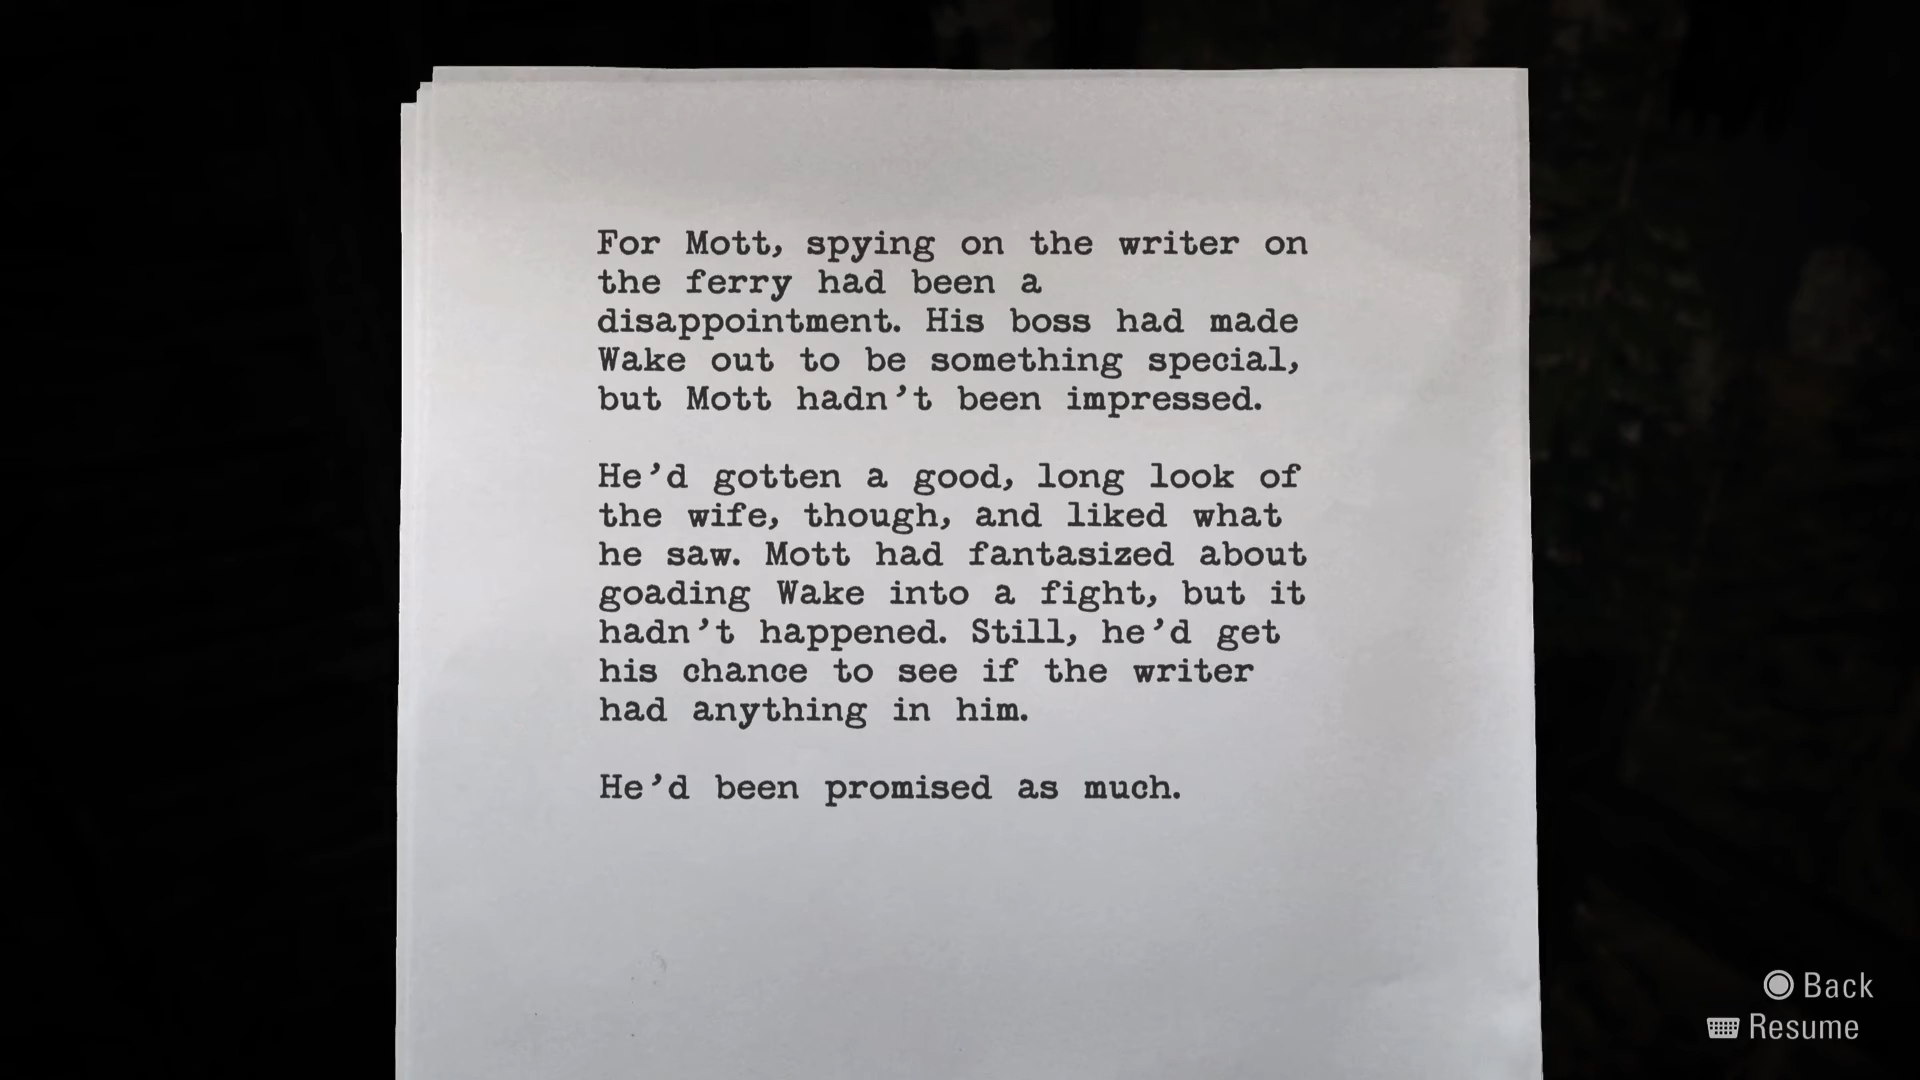 For Mott, spying on the writer on
the ferry had been a
disappointment. His boss had made
Wake out to be something special,
but Mott hadn’t been impressed.
He’d gotten a good, long look of
the wife, though, and liked what
he saw. Mott had fantasized about
goading Wake into a fight, but it
hadn’t happened. Still, he’d get
his chance to see if the writer
had anything in him.
He’d been promised as much.
Back
Resume